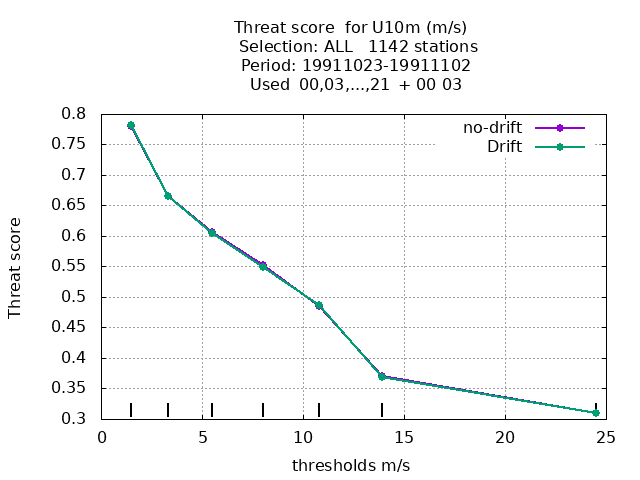 Threat score  for U10m (m/s)
Selection: ALL   1142 stations
Period: 19911023-19911102
Used  00,03,...,21  + 00 03
no-drift
Drift
Threat score
0.8
0.75
0.7
0.65
0.6
0.55
0.5
0.45
0.4
0.35
0.3
0 5 10 15 20 25
thresholds m/s